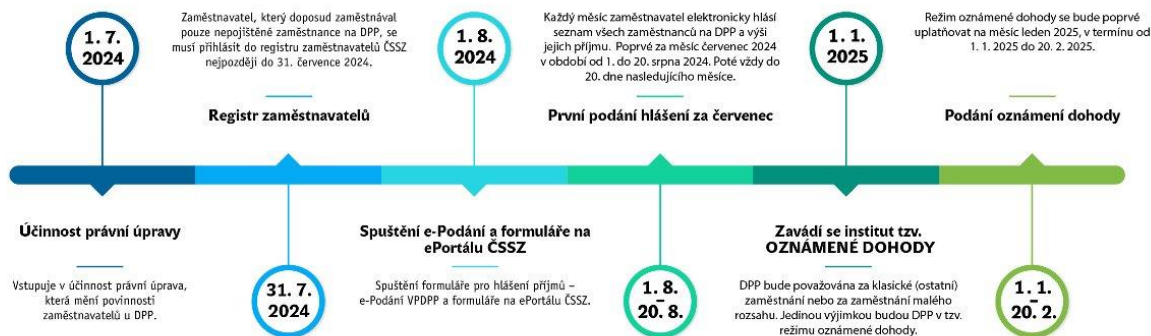 1. 7.
2024
Účinnost právní úpravy
Vstupuje v účinnost právní úprava,
která mění povinnosti
zaměstnavatelů u DPP.
Zaměstnavatel, který doposud zaměstnával
pouze nepojištěné zaměstnance na DPP, se
musí přihlásit do registru zaměstnavatelů ČSSZ
nejpozději do 31. července 2024.
Registr zaměstnavatelů
31. 7.
2024
1. 8.
2024
Spuštění e-Podání a formuláře na
ePortálu ČSSZ
Spuštění formuláře pro hlášení příjmů –
e-Podání VPDPP a formuláře na ePortálu ČSSZ.
Každý měsíc zaměstnavatel elektronicky hlásí
seznam všech zaměstnanců na DPP a výši
jejich příjmu. Poprvé za měsíc červenec 2024
v období od 1. do 20. srpna 2024. Poté vždy do
20. dne nasledujícího měsíce.
První podání hlášení za červenec
1. 8.
–
20. 8.
1. 1.
2025
Zavádí se institut tzv.
OZNÁMENÉ DOHODY
DPP bude považována za klasické (ostatní)
zaměstnání nebo za zaměstnání malého
rozsahu. Jedinou výjimkou budou DPP v tzv.
režimu oznámené dohody.
Režim oznámené dohody se bude poprvé
uplatňovat na měsíc leden 2025, v termínu od
1. 1. 2025 do 20. 2. 2025.
Podání oznámení dohody
1. 1.
–
20. 2.